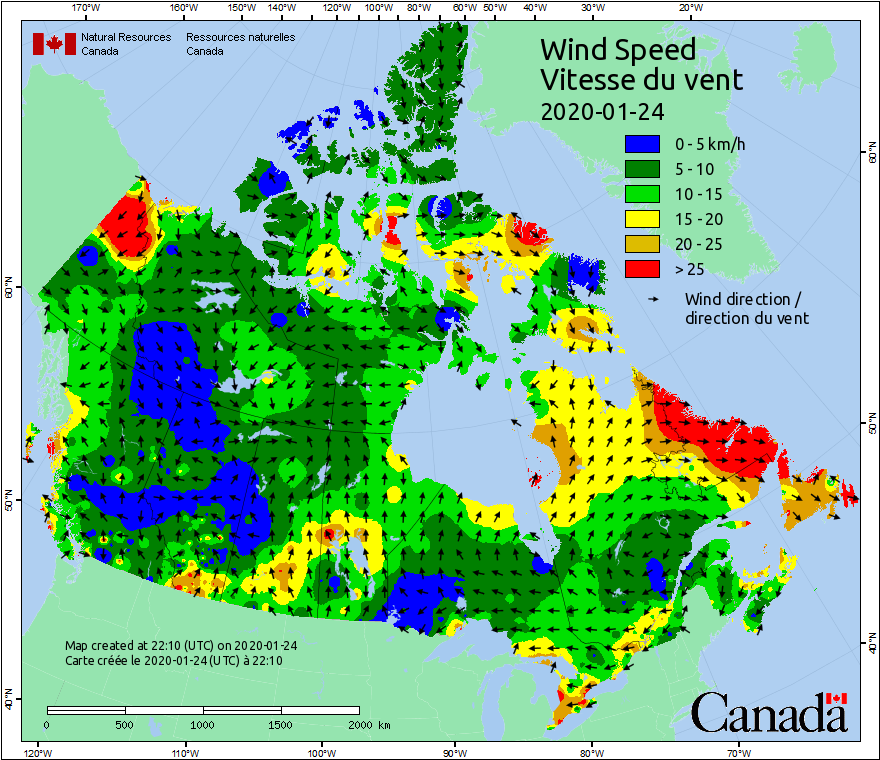 170°W 160°W 150°W 140°W 130°W 120°W 110°W 100°W 90°W 80°W 70°W 60°W 50°W 40°W 30°W 20°W
Natural Resources Canada
Ressources naturelles Canada
Wind Speed
Vitesse du vent
2020-01-24
0 - 5 km/h
5 - 10
10 - 15
15 - 20
20 - 25
> 25
Wind direction /
direction du vent
60°N
60°N
50°N
50°N
40°N
40°N
Map created at 22:10 (UTC) on 2020-01-24
Carte créée le 2020-01-24 (UTC) à 22:10
0 500 1000 1500 2000 km
Canada
120°W 110°W 100°W 90°W 80°W 70°W